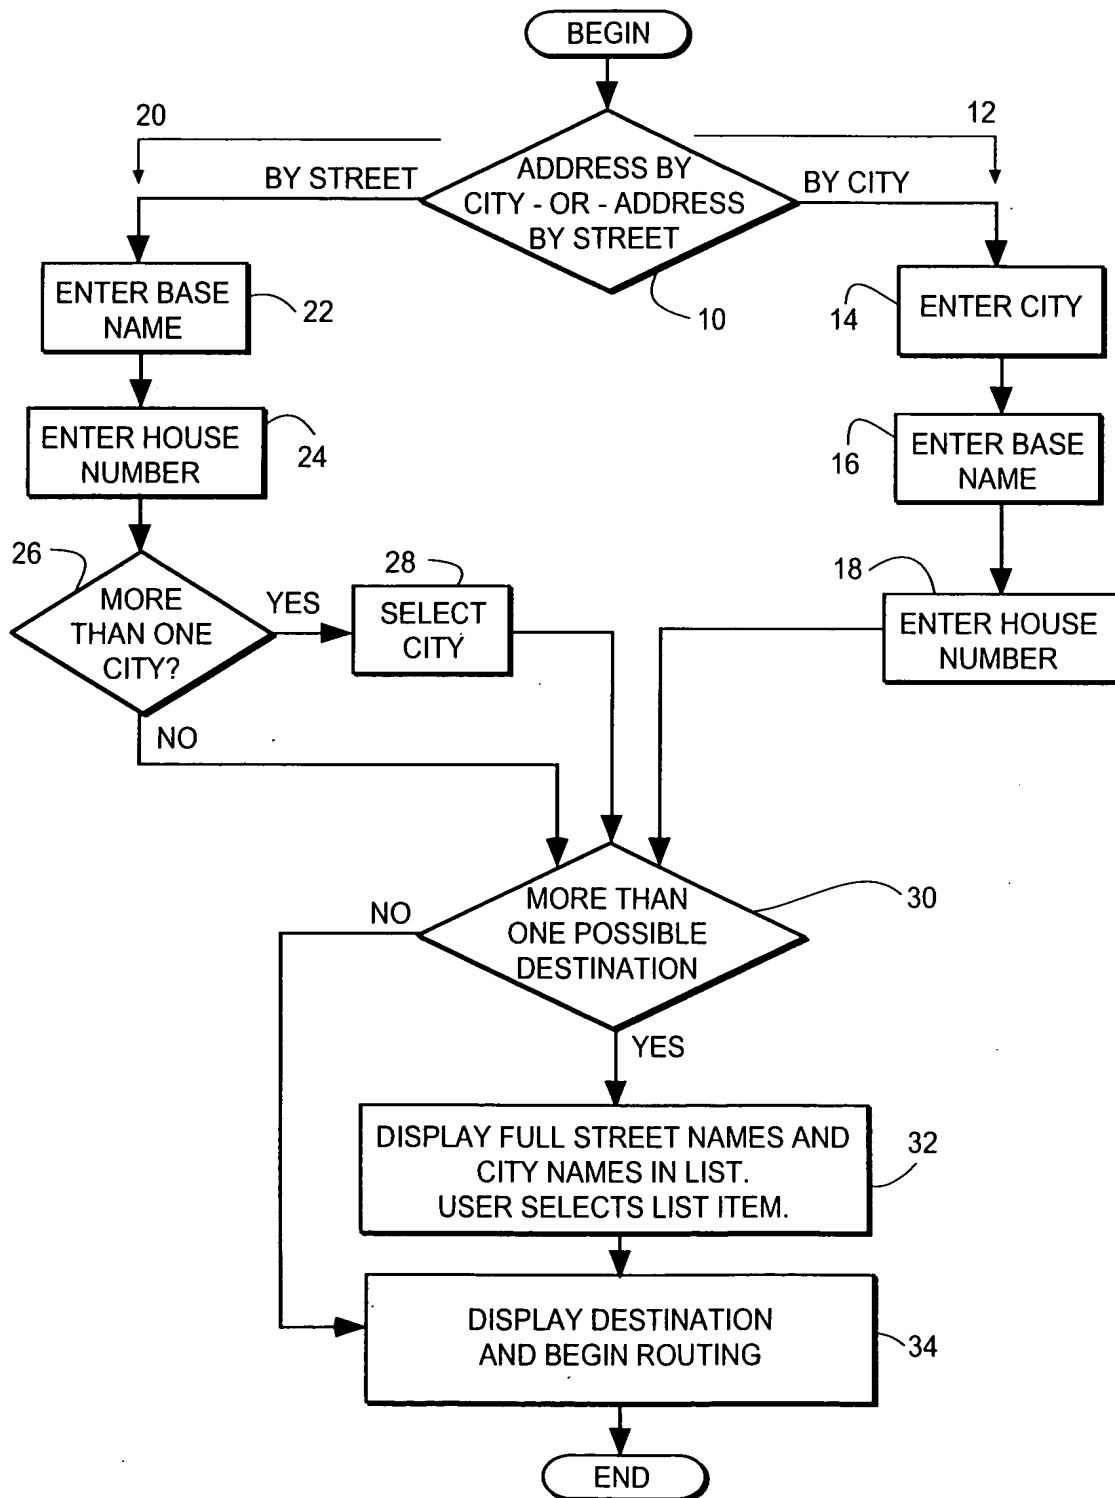 BEGIN
20
12
ADDRESS BY
CITY - OR - ADDRESS
BY STREET
BY STREET
BY CITY
10
ENTER BASE
NAME
22
14
ENTER CITY
ENTER HOUSE
NUMBER
24
16
ENTER BASE
NAME
26
MORE
THAN ONE
CITY?
YES
28
SELECT
CITY
18
ENTER HOUSE
NUMBER
NO
MORE THAN
ONE POSSIBLE
DESTINATION
30
NO
YES
DISPLAY FULL STREET NAMES AND
CITY NAMES IN LIST.
USER SELECTS LIST ITEM.
32
DISPLAY DESTINATION
AND BEGIN ROUTING
34
END